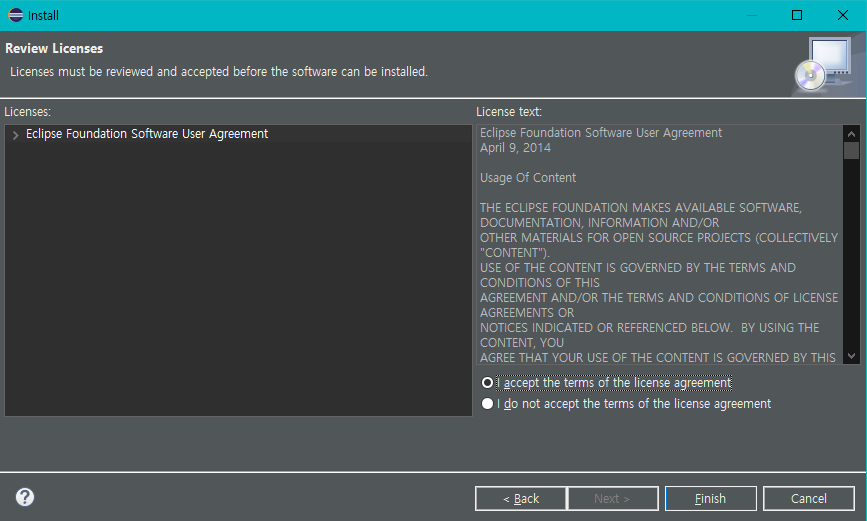 Install
Review Licenses
Licenses must be reviewed and accepted before the software can be installed.
Licenses:
Eclipse Foundation Software User Agreement
License text:
Eclipse Foundation Software User Agreement
April 9, 2014
Usage Of Content
THE ECLIPSE FOUNDATION MAKES AVAILABLE SOFTWARE,
DOCUMENTATION, INFORMATION AND/OR
OTHER MATERIALS FOR OPEN SOURCE PROJECTS (COLLECTIVELY
"CONTENT").
USE OF THE CONTENT IS GOVERNED BY THE TERMS AND
CONDITIONS OF THIS
AGREEMENT AND/OR THE TERMS AND CONDITIONS OF LICENSE
AGREEMENTS OR
NOTICES INDICATED OR REFERENCED BELOW.  BY USING THE
CONTENT, YOU
AGREE THAT YOUR USE OF THE CONTENT IS GOVERNED BY THIS
I accept the terms of the license agreement
I do not accept the terms of the license agreement
?
< Back
Next >
Finish
Cancel